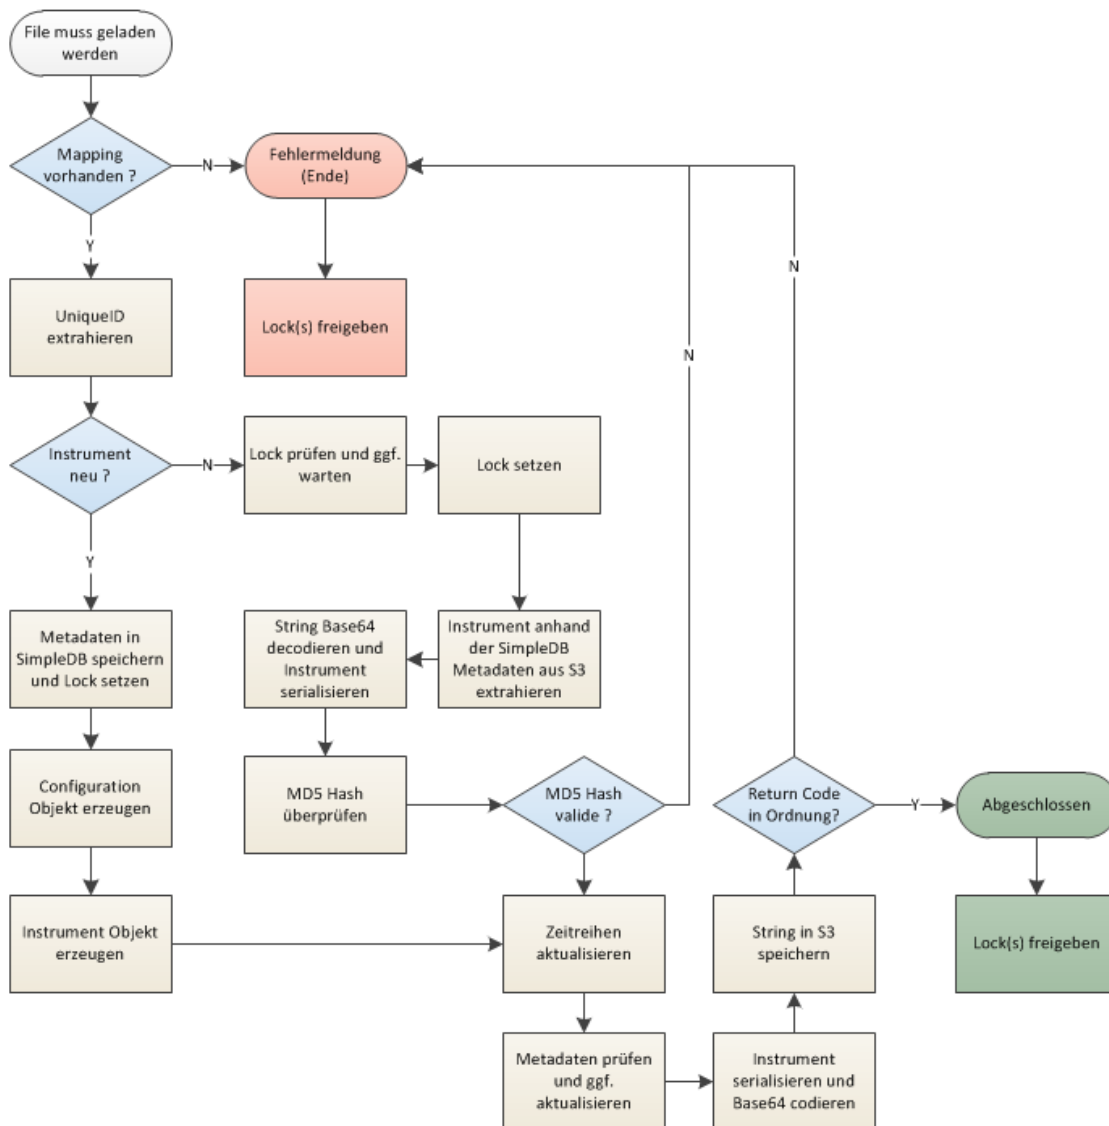 File muss geladen
werden
Mapping
vorhanden ?
N
Fehlermeldung
(Ende)
Y
N
UniqueID
extrahieren
Lock(s) freigeben
N
Instrument
neu ?
N
Lock prüfen und ggf.
warten
Lock setzen
Y
Metadaten in
SimpleDB speichern
und Lock setzen
String Base64
decodieren und
Instrument
serialisieren
Instrument anhand
der SimpleDB
Metadaten aus S3
extrahieren
Configuration
Objekt erzeugen
MD5 Hash
überprüfen
MD5 Hash
valide ?
Return Code
in Ordnung?
Y
Abgeschlossen
Instrument Objekt
erzeugen
Zeitreihen
aktualisieren
String in S3
speichern
Lock(s) freigeben
Metadaten prüfen
und ggf.
aktualisieren
Instrument
serialisieren und
Base64 codieren